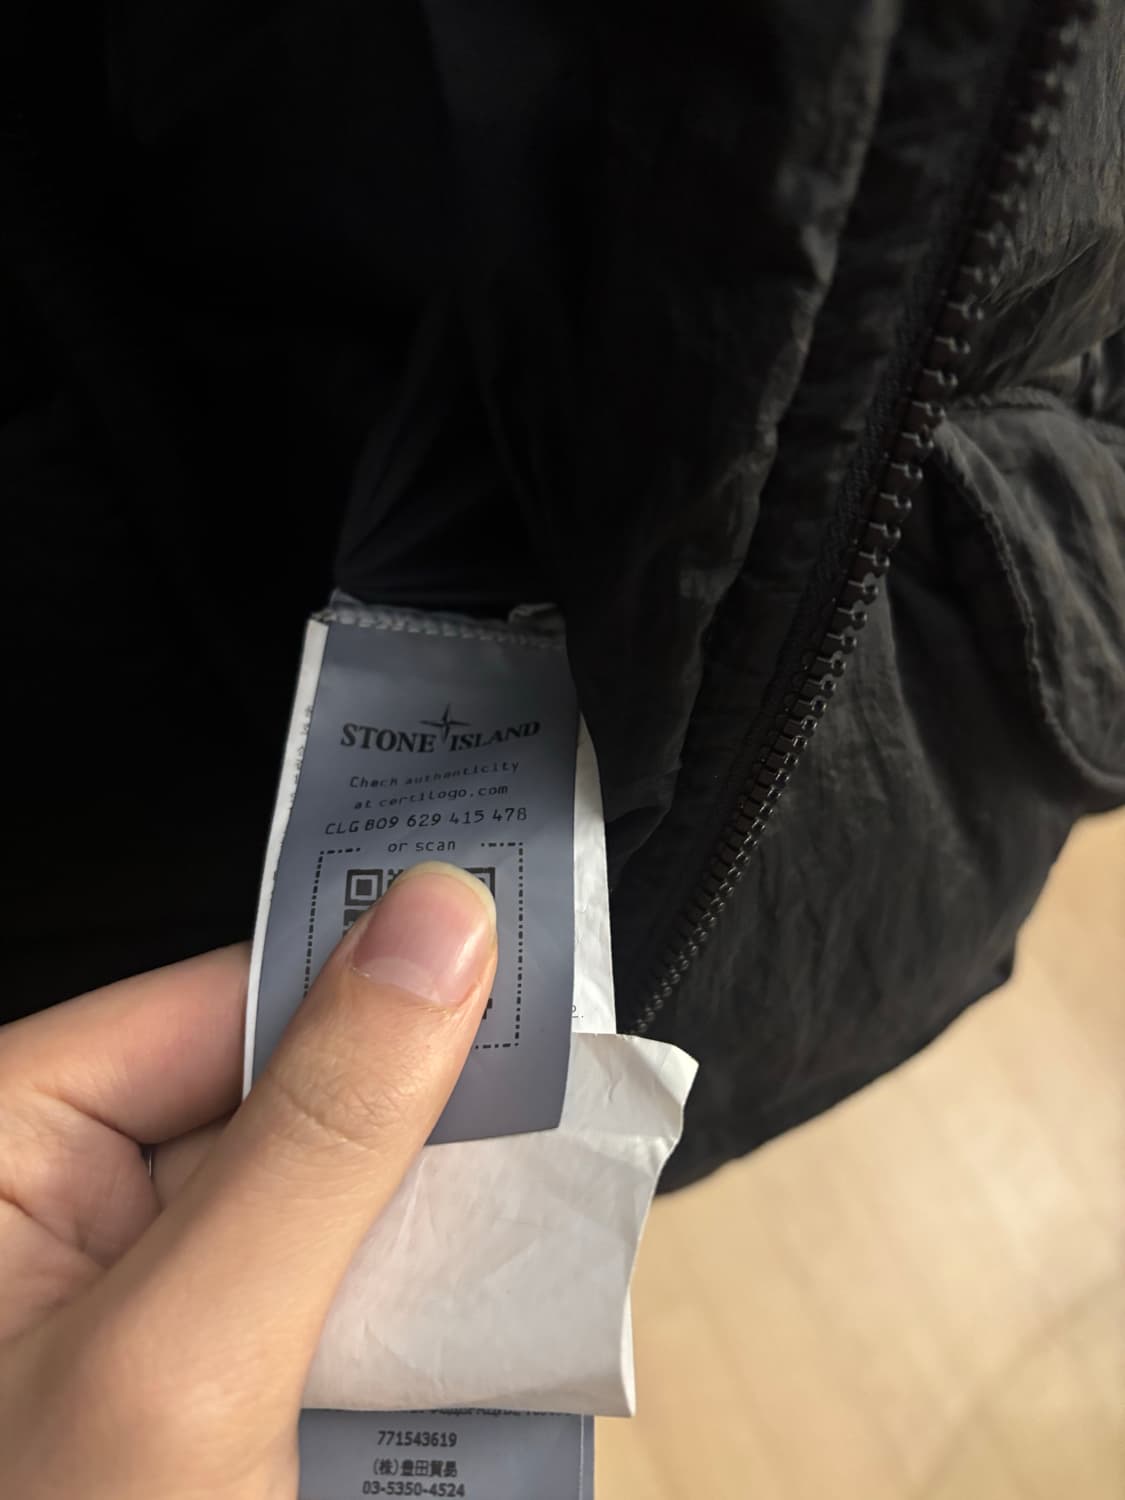 STONE ISLAND
Check authenticity
at certilogo.com
CLG B09 629 415 478
or scan
771543619
(株)豊田貿易
03-5350-4524